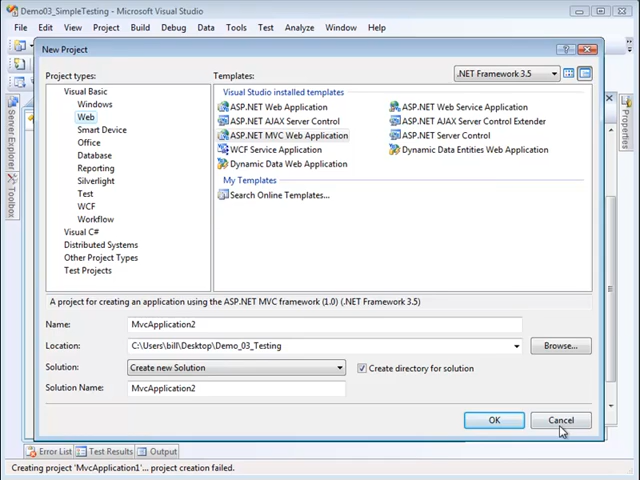 Demo03_SimpleTesting - Microsoft Visual Studio
File Edit View Project Build Debug Data Tools Test Analyze Window Help
New Project
Project types: Templates: .NET Framework 3.5
Visual Basic
Windows
Web
Smart Device
Office
Database
Reporting
Silverlight
Test
WCF
Workflow
Visual C#
Distributed Systems
Other Project Types
Test Projects
Visual Studio installed templates
ASP.NET Web Application ASP.NET Web Service Application
ASP.NET AJAX Server Control ASP.NET AJAX Server Control Extender
ASP.NET MVC Web Application ASP.NET Server Control
WCF Service Application Dynamic Data Entities Web Application
Dynamic Data Web Application
My Templates
Search Online Templates...
Server Explorer
Toolbox
Properties
A project for creating an application using the ASP.NET MVC framework (1.0) (.NET Framework 3.5)
Name: MvcApplication2
Location: C:\Users\bill\Desktop\Demo_03_Testing Browse...
Solution: Create new Solution Create directory for solution
Solution Name: MvcApplication2
OK Cancel
Error List Test Results Output
Creating project 'MvcApplication1'... project creation failed.